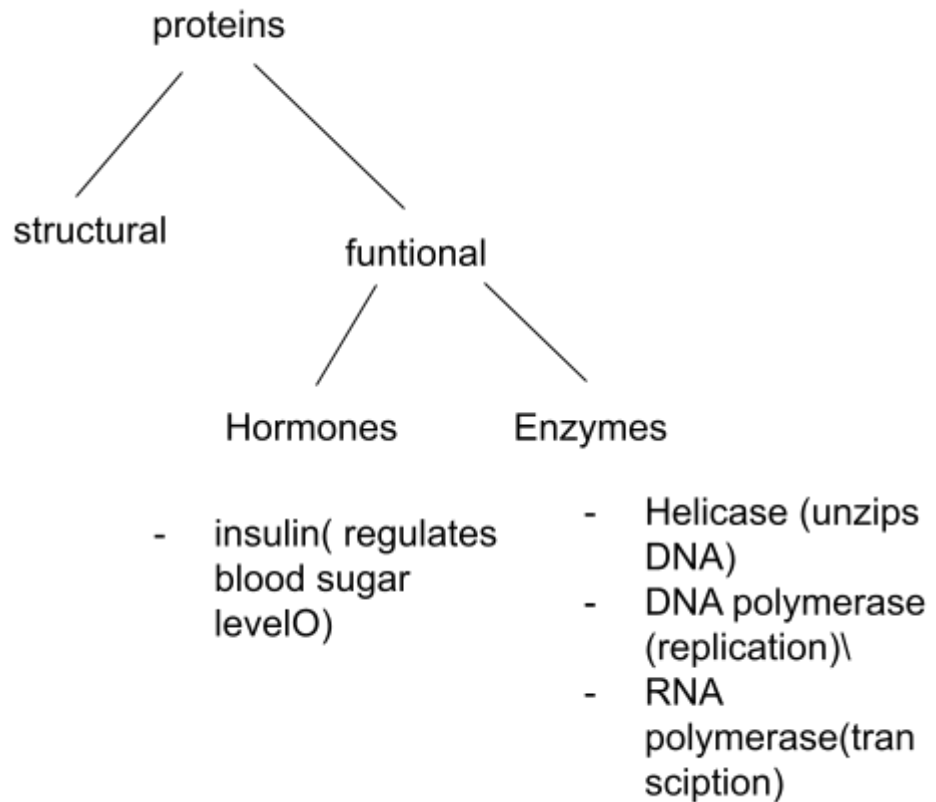 proteins
structural
funtional
Hormones
Enzymes
- insulin( regulates
blood sugar
levelO)
- Helicase (unzips
DNA)
- DNA polymerase
(replication)\
- RNA
polymerase(tran
sciption)